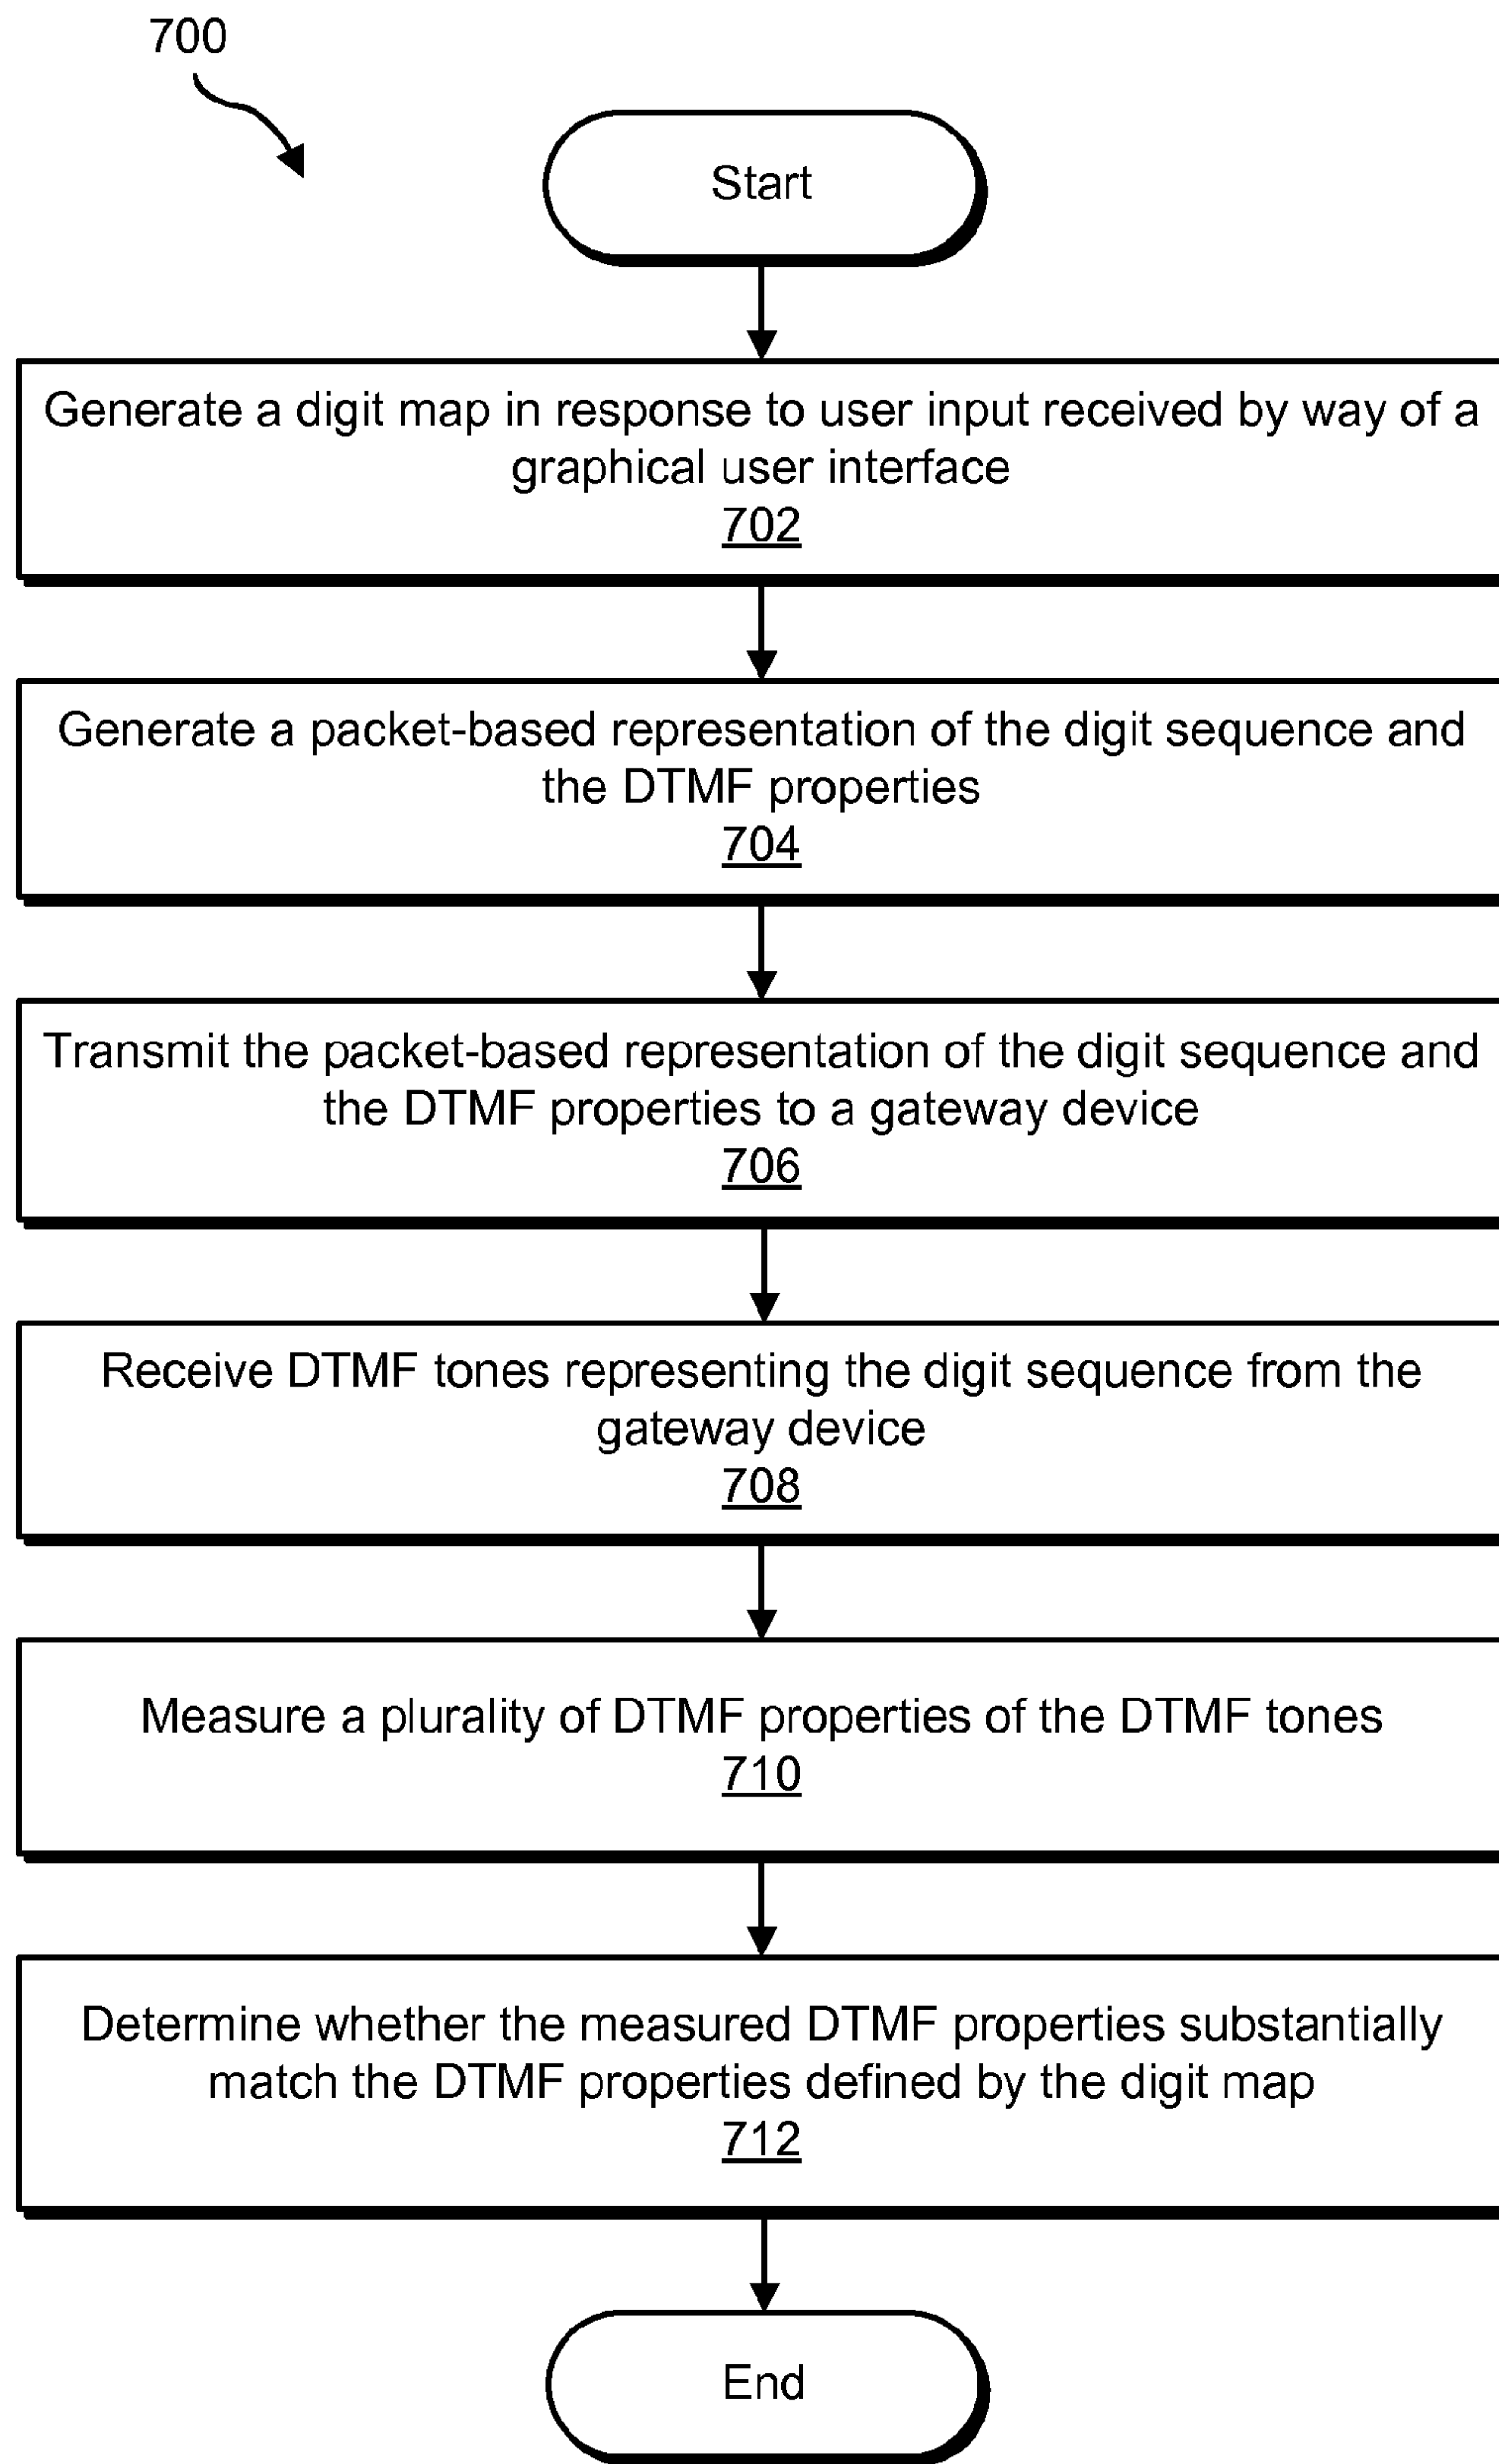 700
Start
Generate a digit map in response to user input received by way of a
graphical user interface
702
Generate a packet-based representation of the digit sequence and
the DTMF properties
704
Transmit the packet-based representation of the digit sequence and
the DTMF properties to a gateway device
706
Receive DTMF tones representing the digit sequence from the
gateway device
708
Measure a plurality of DTMF properties of the DTMF tones
710
Determine whether the measured DTMF properties substantially
match the DTMF properties defined by the digit map
712
End